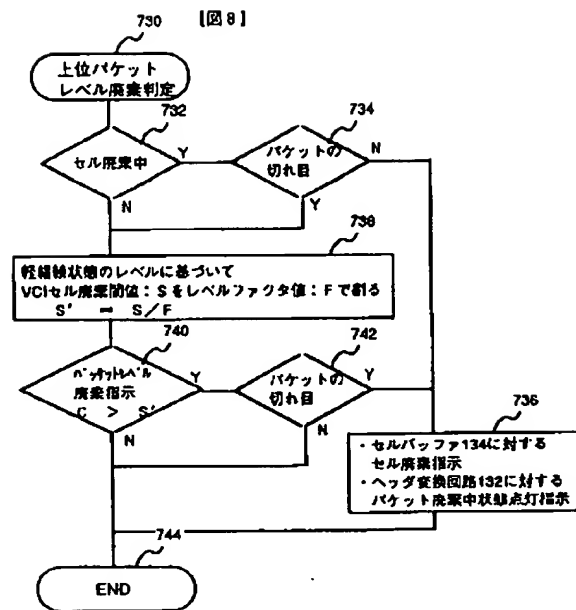 【図8】
730
上位パケット
レベル廃棄判定
732
セル廃棄中
Y
N
734
パケットの
切れ目
N
Y
738
軽輻輳状態のレベルに基づいて
VCIセル廃棄閾値:Sをレベルファクタ値:Fで割る
S' = S/F
740
パケットレベル
廃棄指示
C > S'
Y
N
742
パケットの
切れ目
Y
N
736
・セルバッファ134に対する
セル廃棄指示
・ヘッダ変換回路132に対する
パケット廃棄中状態点灯指示
744
END